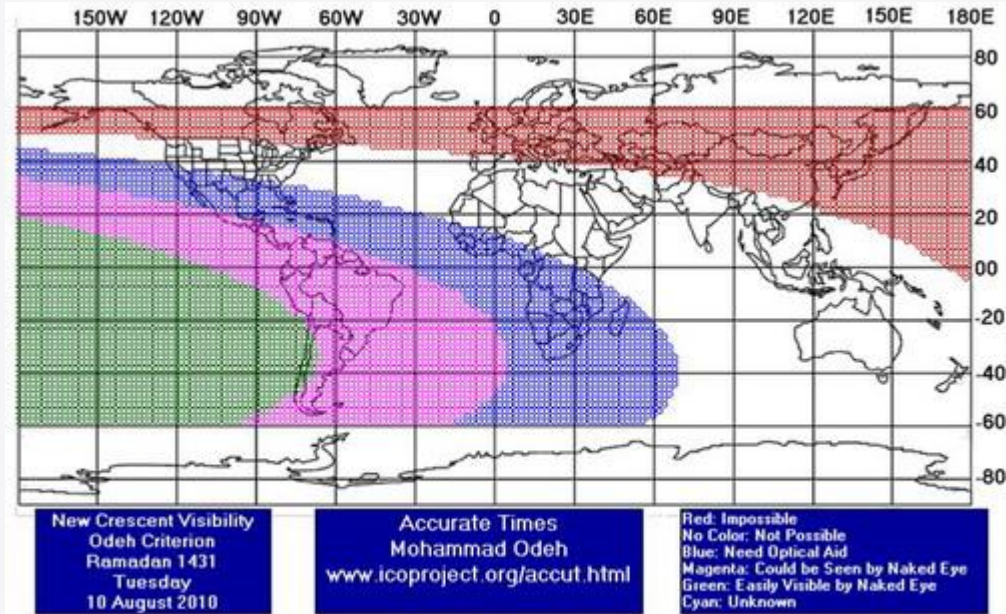 150W 120W 90W 60W 30W 0 30E 60E 90E 120E 150E 180E
80
60
40
20
00
-20
-40
-60
-80
New Crescent Visibility
Odeh Criterion
Ramadan 1431
Tuesday
10 August 2010
Accurate Times
Mohammad Odeh
www.icoproject.org/accut.html
Red: Impossible
No Color: Not Possible
Blue: Need Optical Aid
Magenta: Could be Seen by Naked Eye
Green: Easily Visible by Naked Eye
Cyan: Unknown